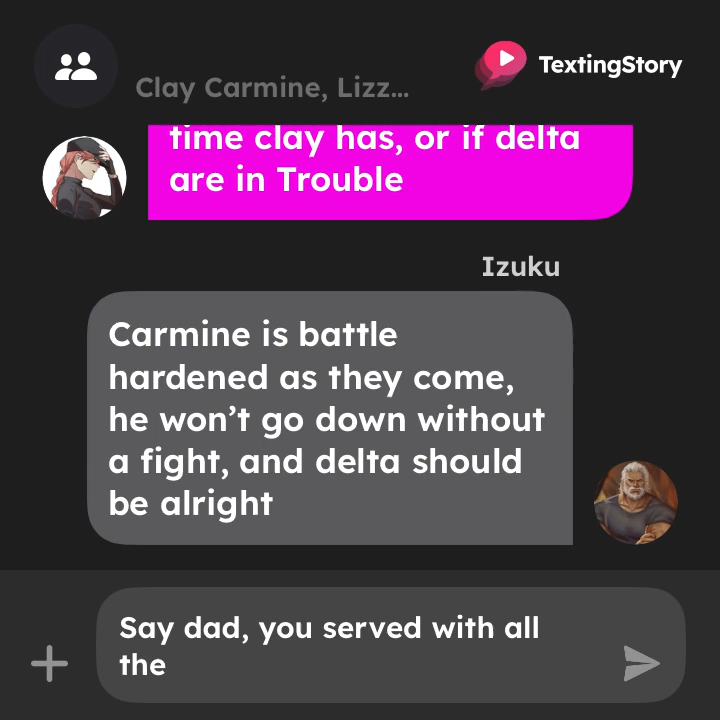 TextingStory
Clay Carmine, Lizz...
time clay has, or if delta
are in Trouble
Izuku
Carmine is battle
hardened as they come,
he won’t go down without
a fight, and delta should
be alright
Say dad, you served with all
the